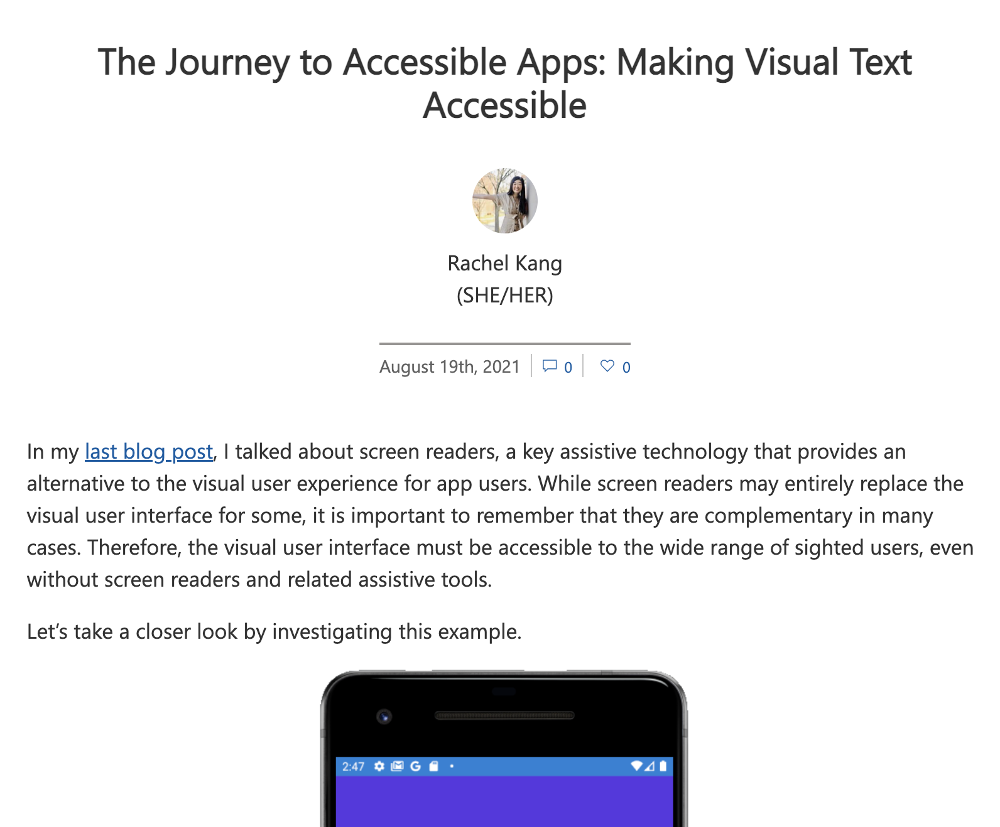 The Journey to Accessible Apps: Making Visual Text
Accessible
Rachel Kang
(SHE/HER)
August 19th, 2021 0 0
In my last blog post, I talked about screen readers, a key assistive technology that provides an
alternative to the visual user experience for app users. While screen readers may entirely replace the
visual user interface for some, it is important to remember that they are complementary in many
cases. Therefore, the visual user interface must be accessible to the wide range of sighted users, even
without screen readers and related assistive tools.
Let’s take a closer look by investigating this example.
2:47 G